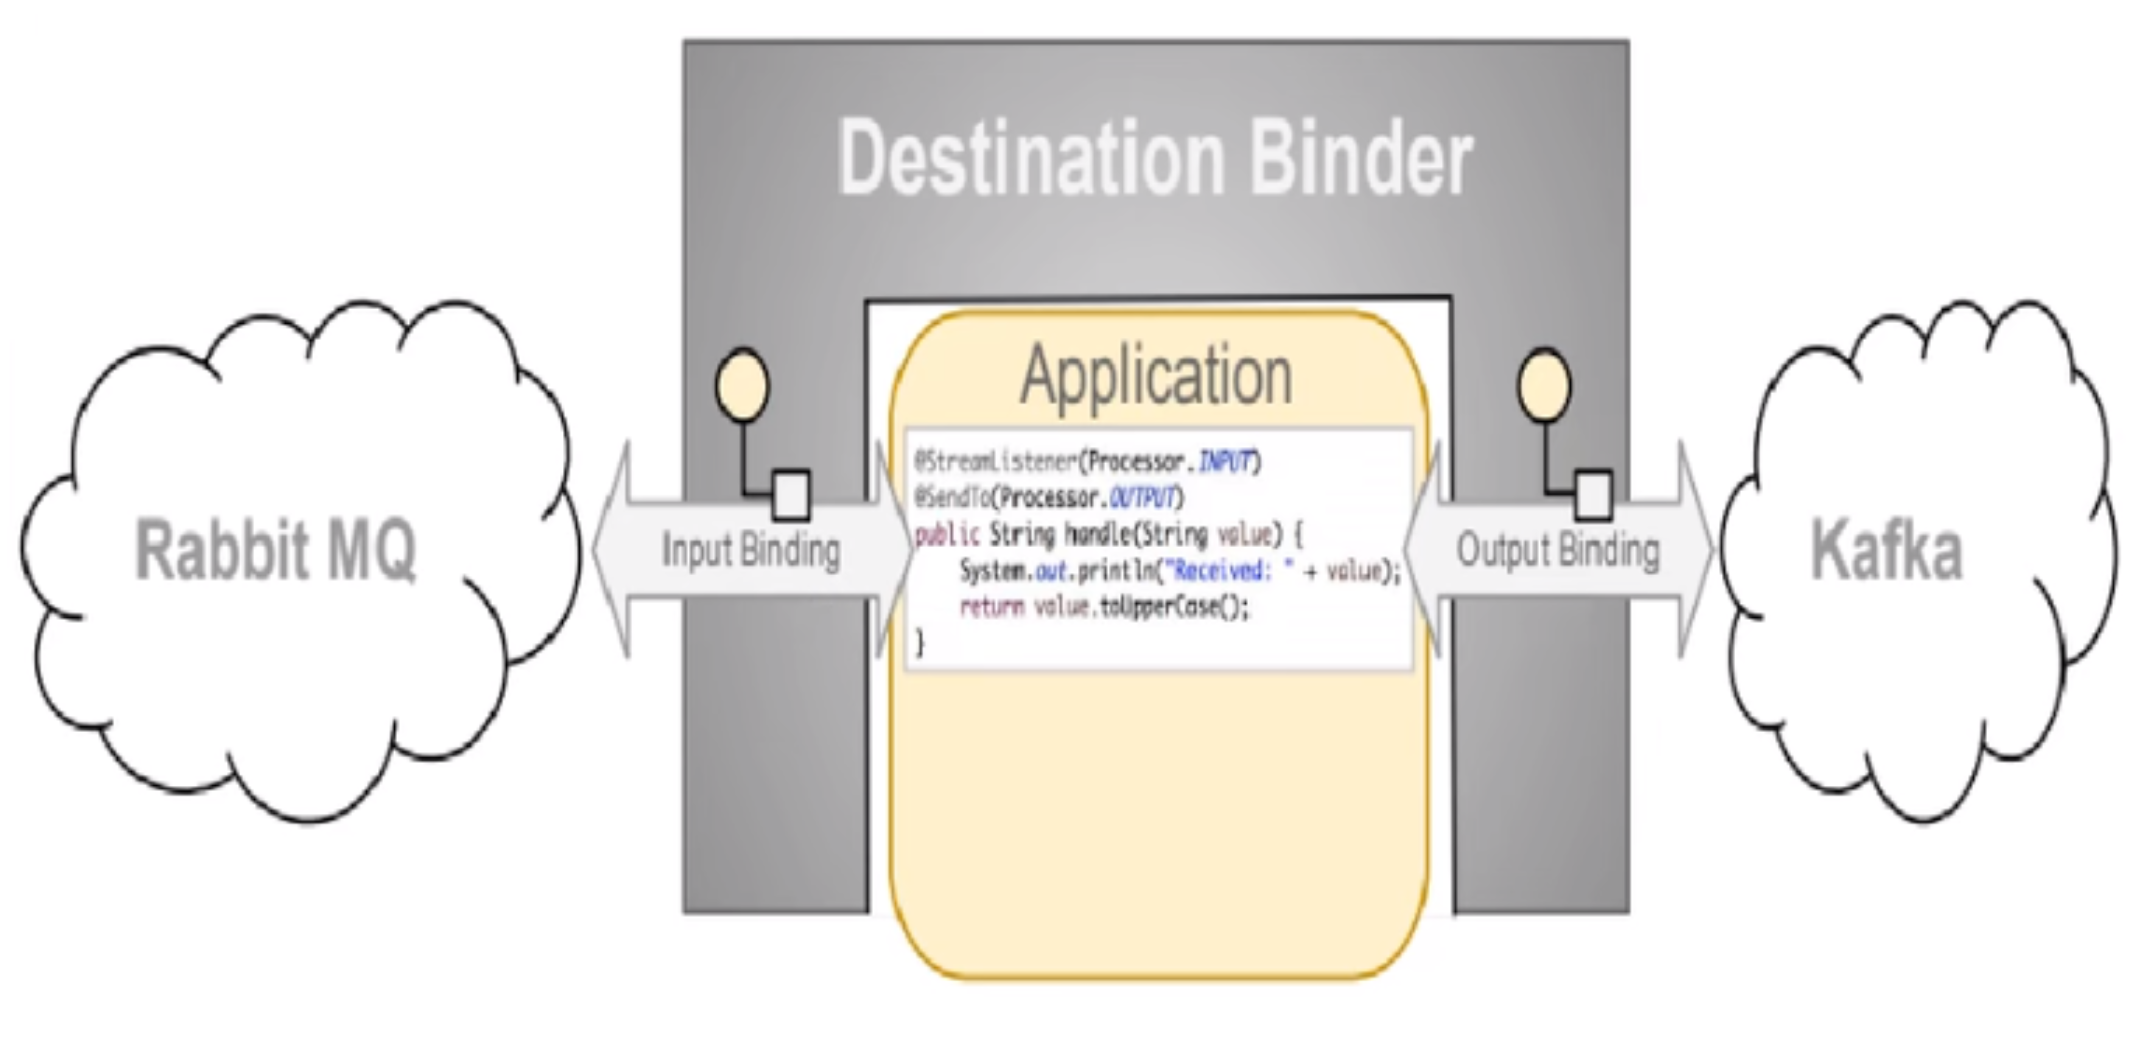 Destination Binder
Application
@StreamListener(Processor.INPUT)
@SendTo(Processor.OUTPUT)
public String handle(String value) {
    System.out.println("Received: " + value);
    return value.toUpperCase();
}
Rabbit MQ
Input Binding
Output Binding
Kafka